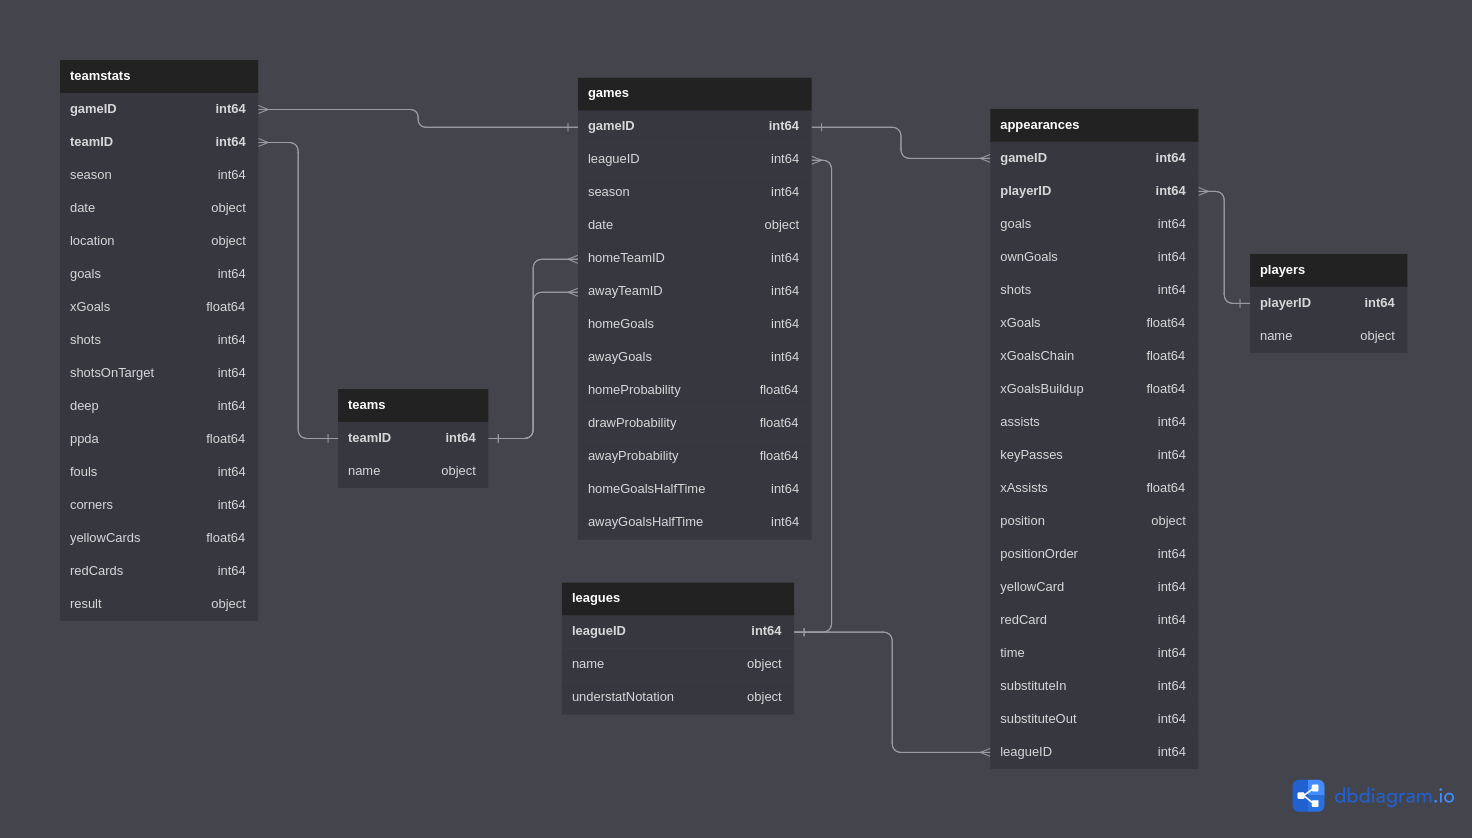 teamstats
gameID int64
teamID int64
season int64
date object
location object
goals int64
xGoals float64
shots int64
shotsOnTarget int64
deep int64
ppda float64
fouls int64
corners int64
yellowCards float64
redCards int64
result object
teams
teamID int64
name object
games
gameID int64
leagueID int64
season int64
date object
homeTeamID int64
awayTeamID int64
homeGoals int64
awayGoals int64
homeProbability float64
drawProbability float64
awayProbability float64
homeGoalsHalfTime int64
awayGoalsHalfTime int64
leagues
leagueID int64
name object
understatNotation object
appearances
gameID int64
playerID int64
goals int64
ownGoals int64
shots int64
xGoals float64
xGoalsChain float64
xGoalsBuildup float64
assists int64
keyPasses int64
xAssists float64
position object
positionOrder int64
yellowCard int64
redCard int64
time int64
substituteIn int64
substituteOut int64
leagueID int64
players
playerID int64
name object
dbdiagram.io